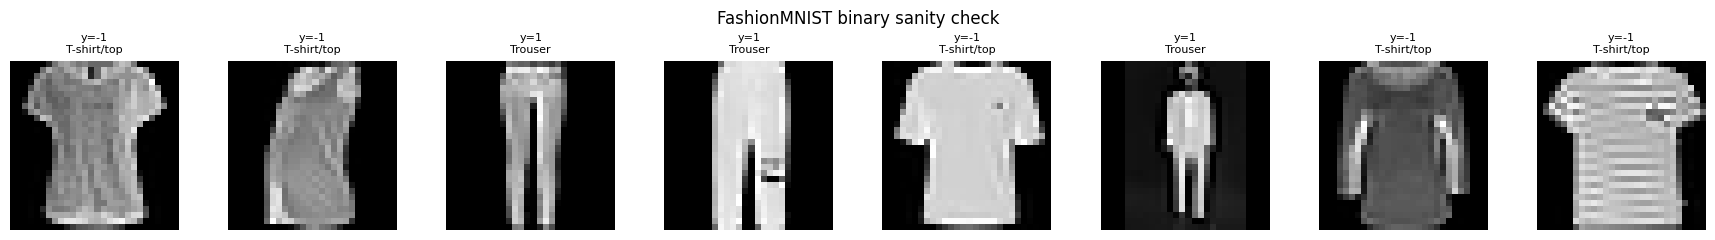 FashionMNIST binary sanity check
y=-1
T-shirt/top
y=-1
T-shirt/top
y=1
Trouser
y=1
Trouser
y=-1
T-shirt/top
y=1
Trouser
y=-1
T-shirt/top
y=-1
T-shirt/top